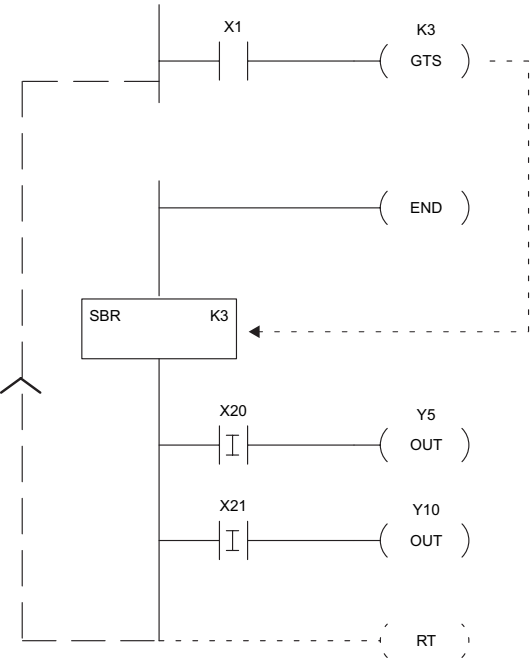 X1 K3
GTS
END
SBR K3
X20 Y5
OUT
X21 Y10
OUT
RT